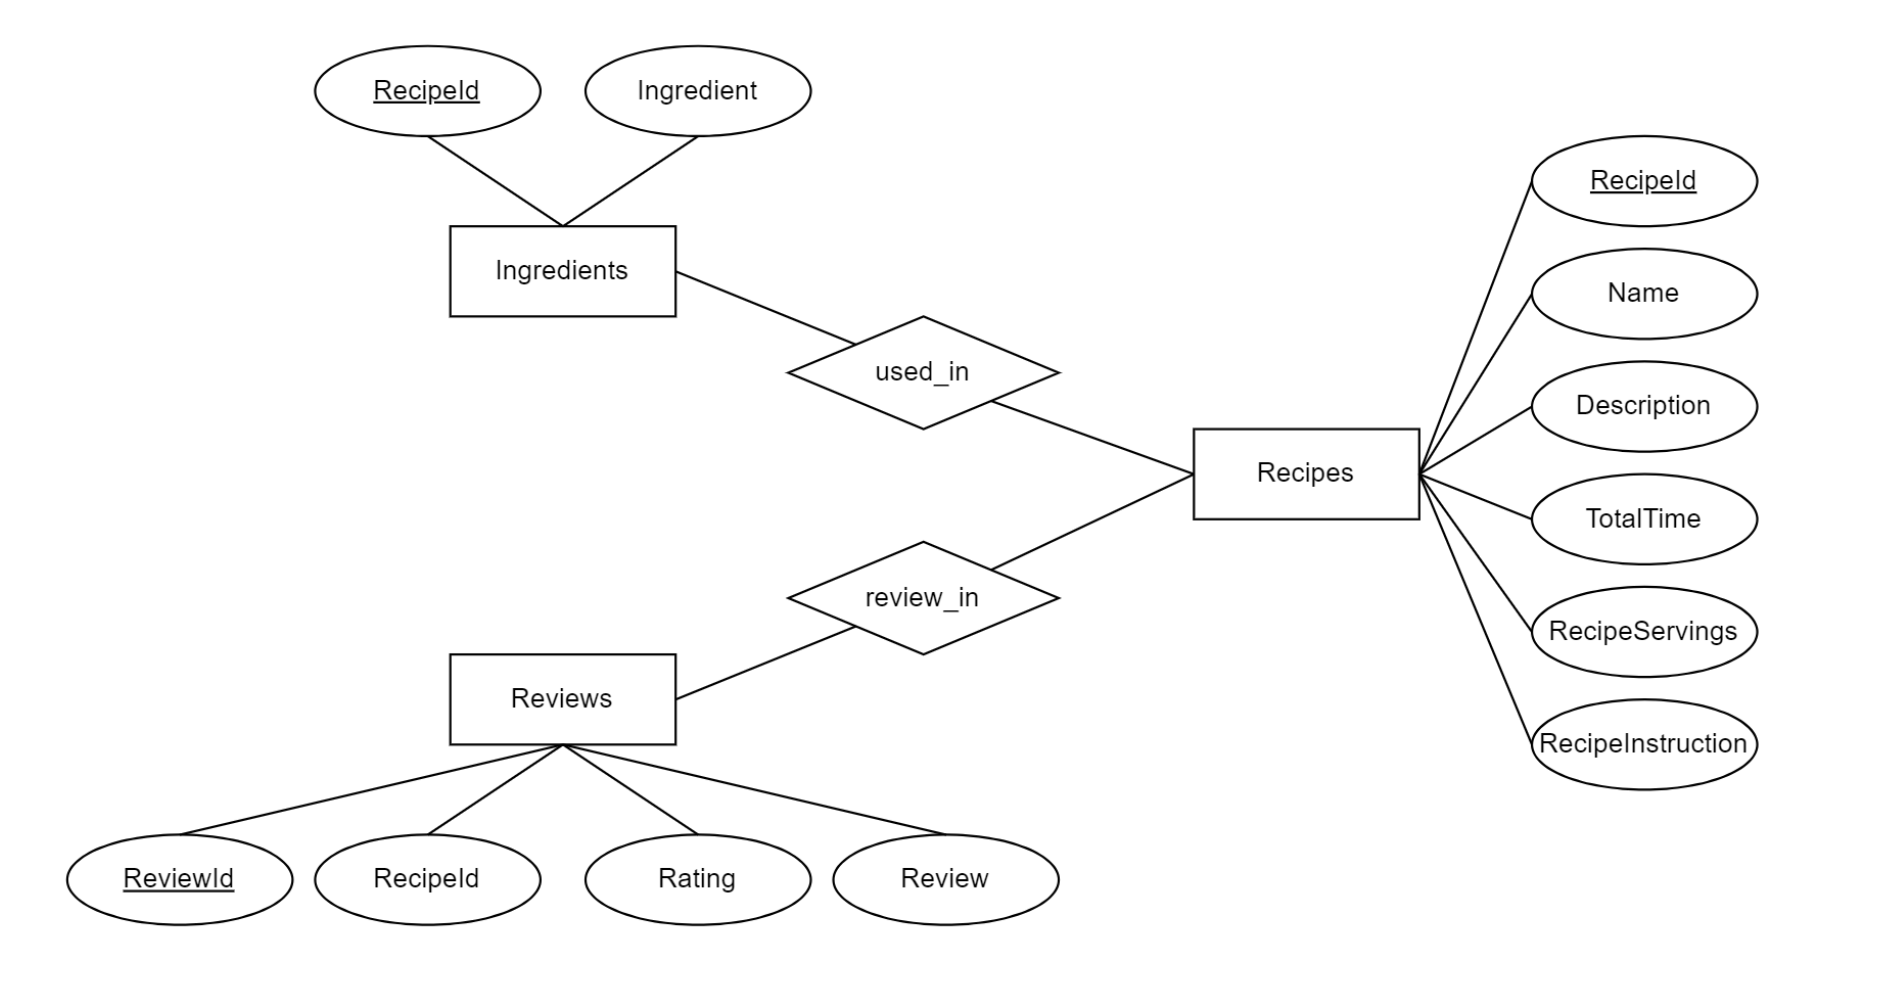 RecipeId
Ingredient
Ingredients
used_in
Recipes
RecipeId
Name
Description
TotalTime
RecipeServings
RecipeInstruction
review_in
Reviews
ReviewId
RecipeId
Rating
Review